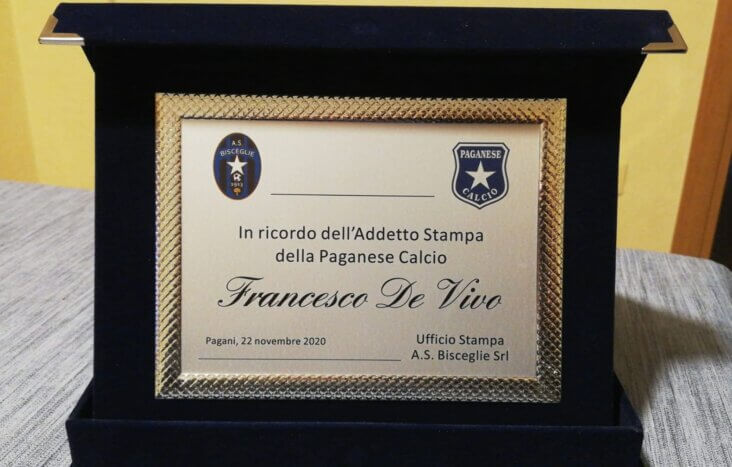 A.S.
BISCEGLIE
1913
PAGANESE
CALCIO
In ricordo dell'Addetto Stampa
della Paganese Calcio
Francesco De Vivo
Pagani, 22 novembre 2020
Ufficio Stampa
A.S. Bisceglie Srl